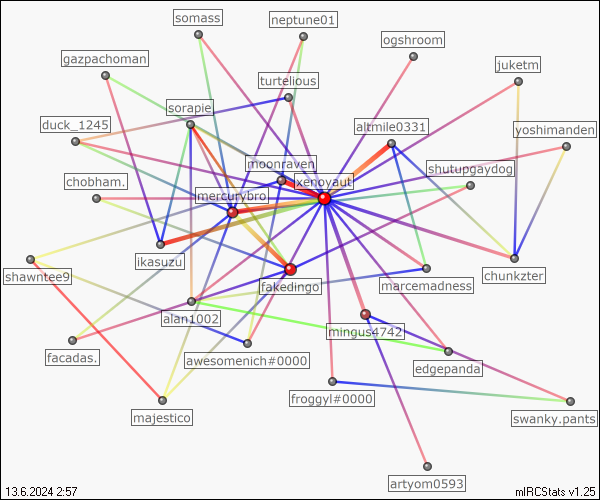 somass
neptune01
ogshroom
gazpachoman
juketm
turtelious
sorapie
duck_1245
altmile0331
yoshimanden
moonraven
shutupgaydog
chobham.
xenoyaut
mercurybro
ikasuzu
shawntee9
chunkzter
fakedingo
marcemadness
alan1002
mingus4742
facadas.
awesomenich#0000
edgepanda
froggyl#0000
majestico
swanky.pants
artyom0593
13.6.2024 2:57
mIRCStats v1.25